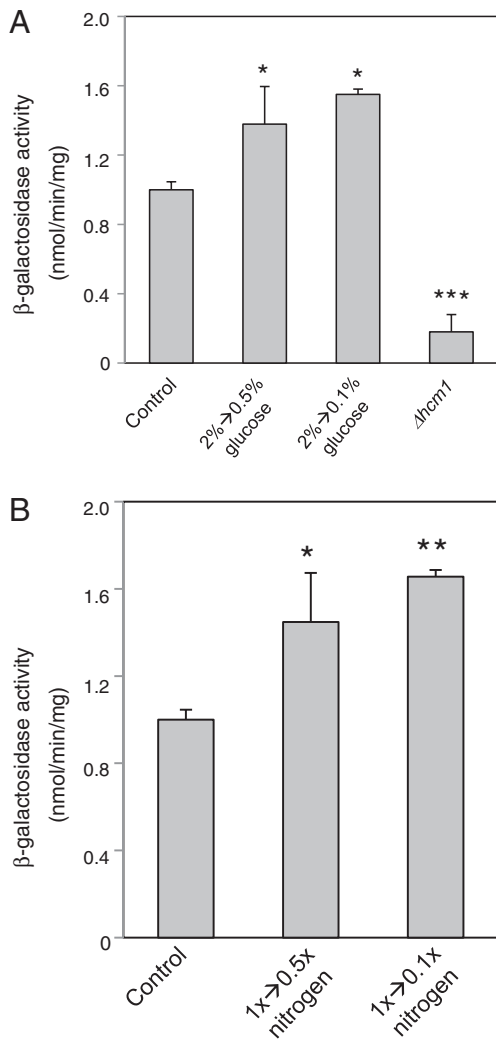 A
β-galactosidase activity
(nmol/min/mg)
2.0
1.6
1.2
0.8
0.4
0
*
*
***
Control
2%→0.5%
glucose
2%→0.1%
glucose
Δhcm1
B
β-galactosidase activity
(nmol/min/mg)
2.0
1.6
1.2
0.8
0.4
0
*
**
Control
1x→0.5x
nitrogen
1x→0.1x
nitrogen